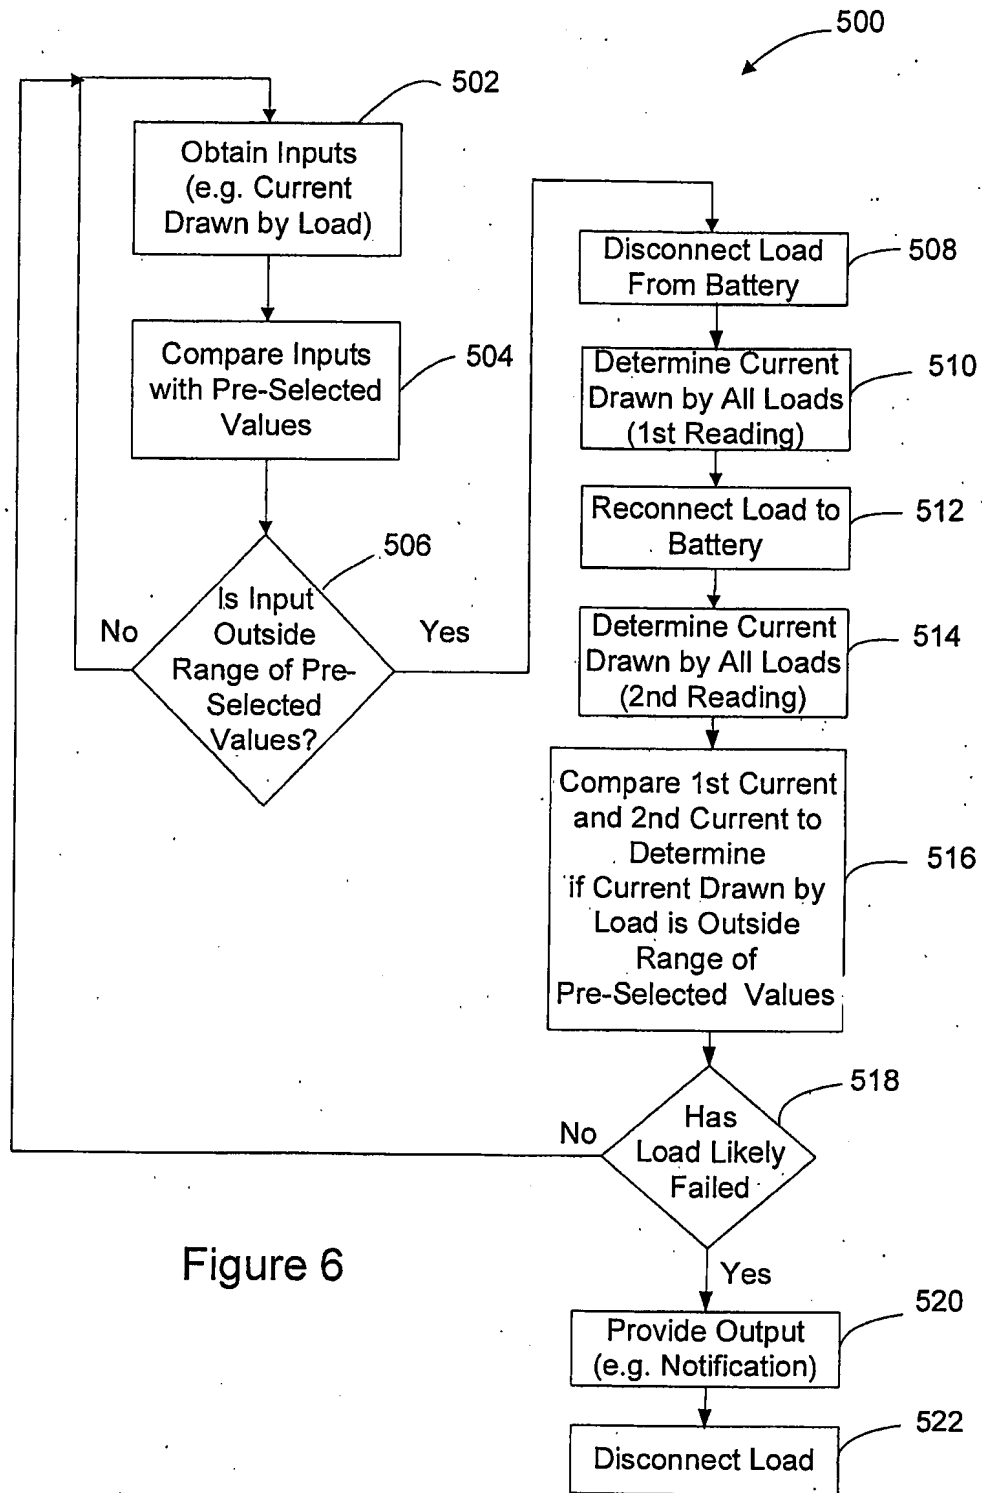 500
502
Obtain Inputs
(e.g. Current
Drawn by Load)
504
Compare Inputs
with Pre-Selected
Values
506
Is Input
Outside
Range of Pre-
Selected
Values?
No
Yes
508
Disconnect Load
From Battery
510
Determine Current
Drawn by All Loads
(1st Reading)
512
Reconnect Load to
Battery
514
Determine Current
Drawn by All Loads
(2nd Reading)
516
Compare 1st Current
and 2nd Current to
Determine
if Current Drawn by
Load is Outside
Range of
Pre-Selected Values
518
Has
Load Likely
Failed
No
Yes
520
Provide Output
(e.g. Notification)
522
Disconnect Load
Figure 6